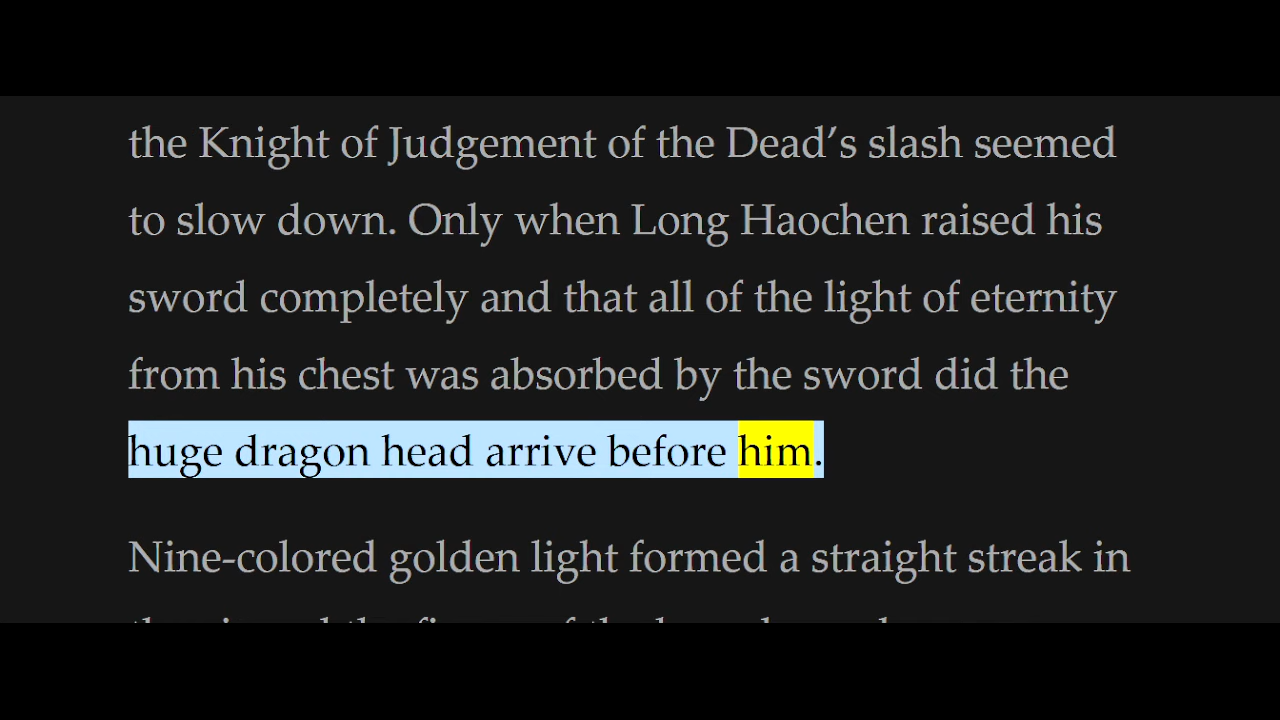 the Knight of Judgement of the Dead’s slash seemed
to slow down. Only when Long Haochen raised his
sword completely and that all of the light of eternity
from his chest was absorbed by the sword did the
huge dragon head arrive before him.
Nine-colored golden light formed a straight streak in